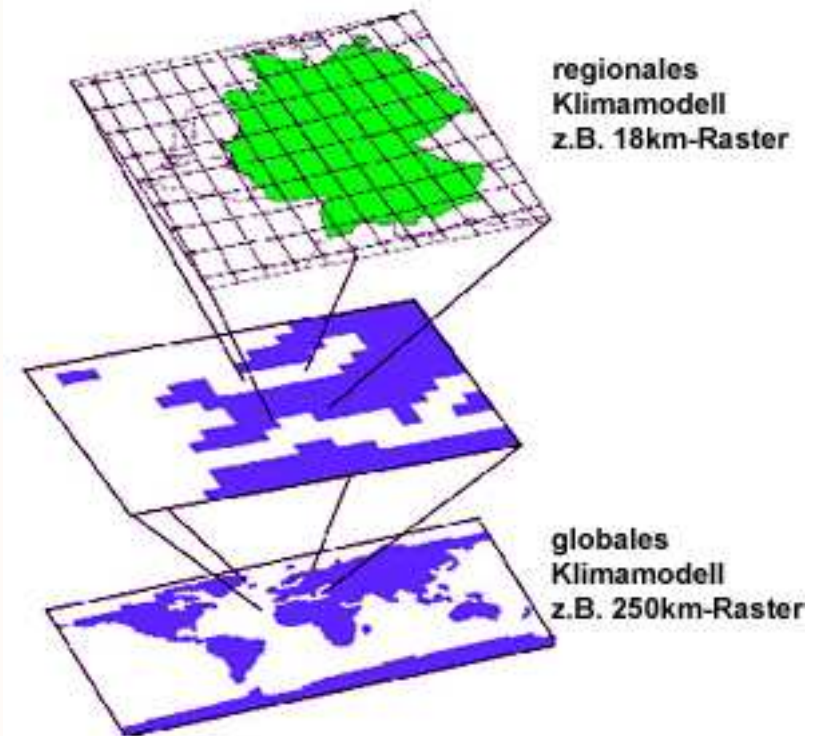 regionales
Klimamodell
z.B. 18km-Raster
globales
Klimamodell
z.B. 250km-Raster